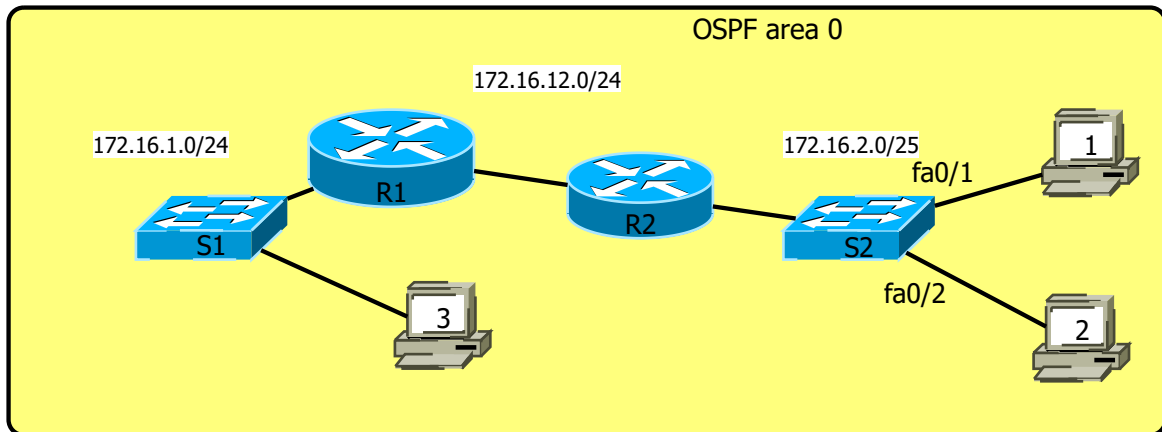 OSPF area 0
172.16.12.0/24
172.16.1.0/24
172.16.2.0/25
1
fa0/1
R1
R2
S1
S2
fa0/2
3
2